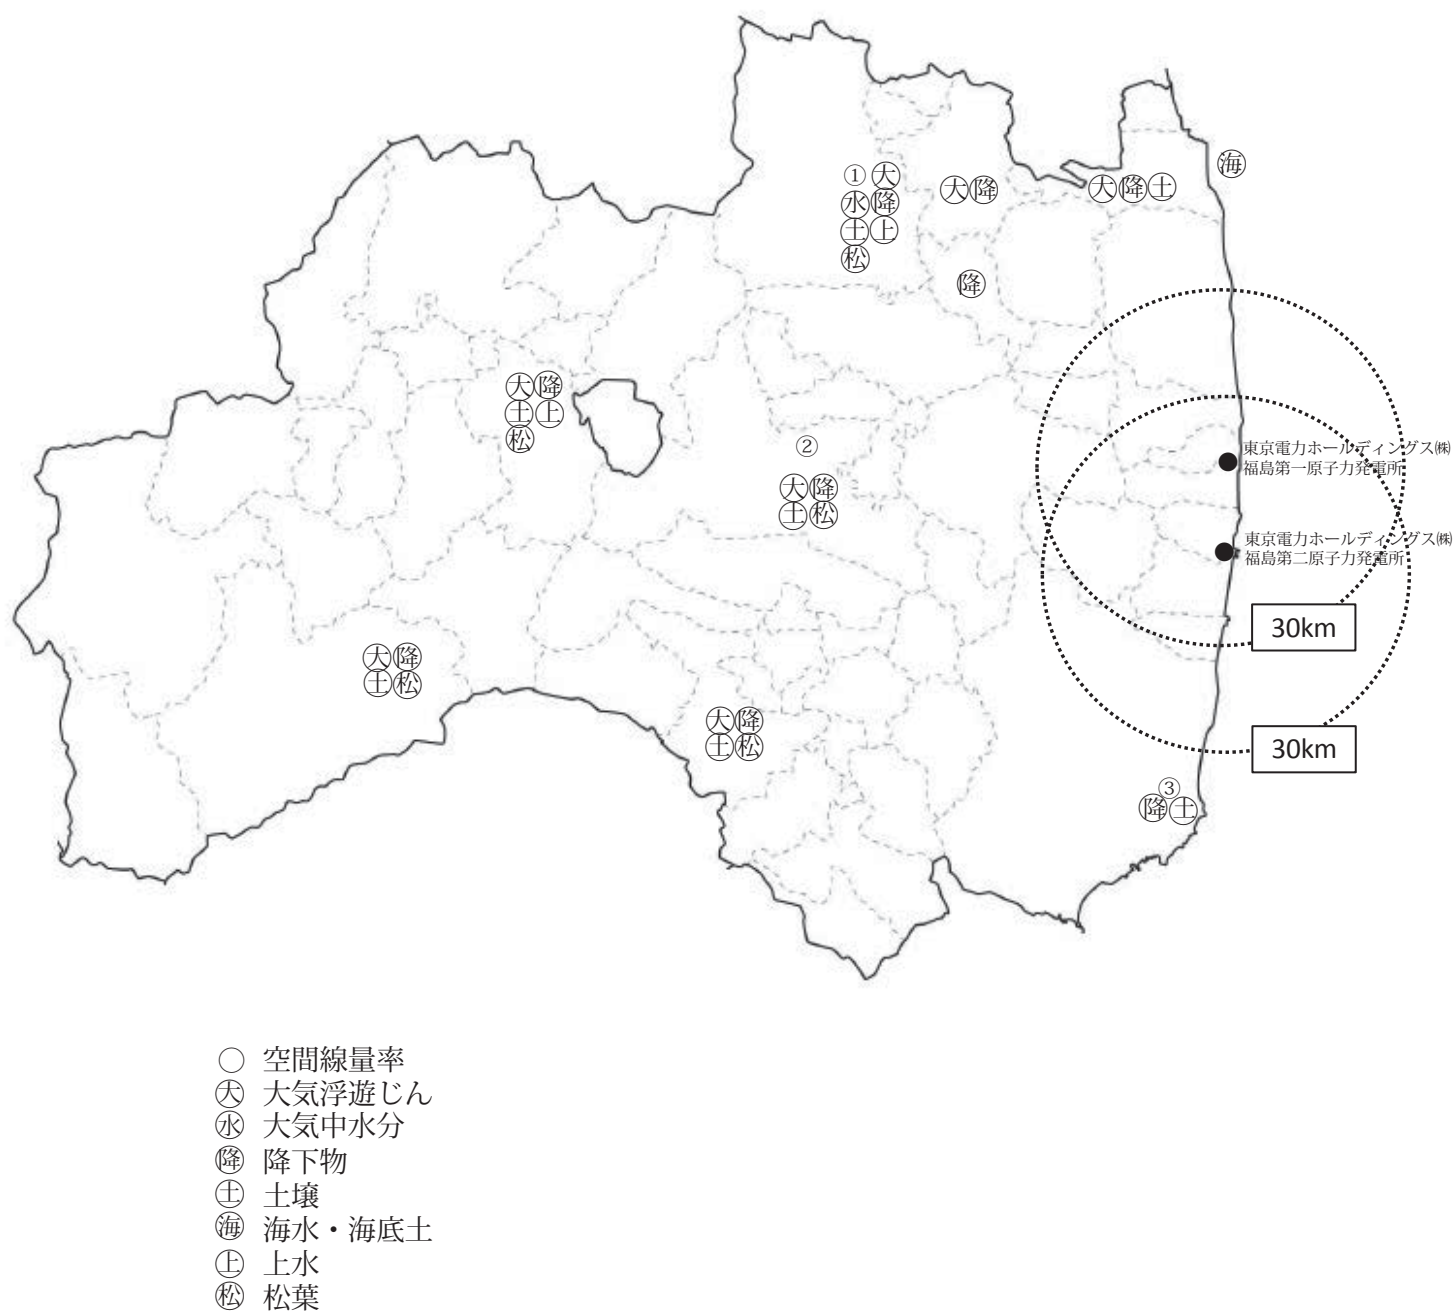 ①大
水降
土上
松
大降
大降土
海
降
大降
土上
松
②
大降
土松
東京電力ホールディングス㈱
福島第一原子力発電所
東京電力ホールディングス㈱
福島第二原子力発電所
30km
大降
土松
大降
土松
30km
③
降土
○ 空間線量率
大 大気浮遊じん
水 大気中水分
降 降下物
土 土壌
海 海水・海底土
上 上水
松 松葉